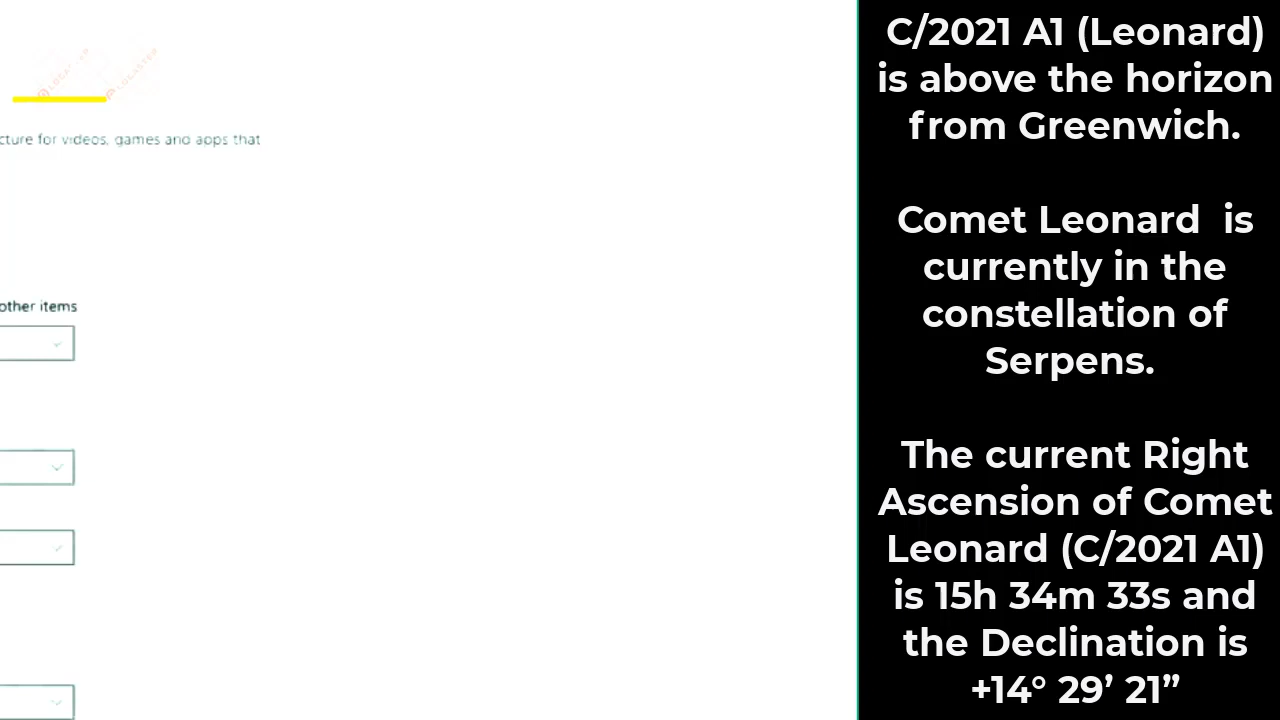 cture for videos, games and apps that
other items
C/2021 A1 (Leonard)
is above the horizon
from Greenwich.
Comet Leonard is
currently in the
constellation of
Serpens.
The current Right
Ascension of Comet
Leonard (C/2021 A1)
is 15h 34m 33s and
the Declination is
+14° 29’ 21”